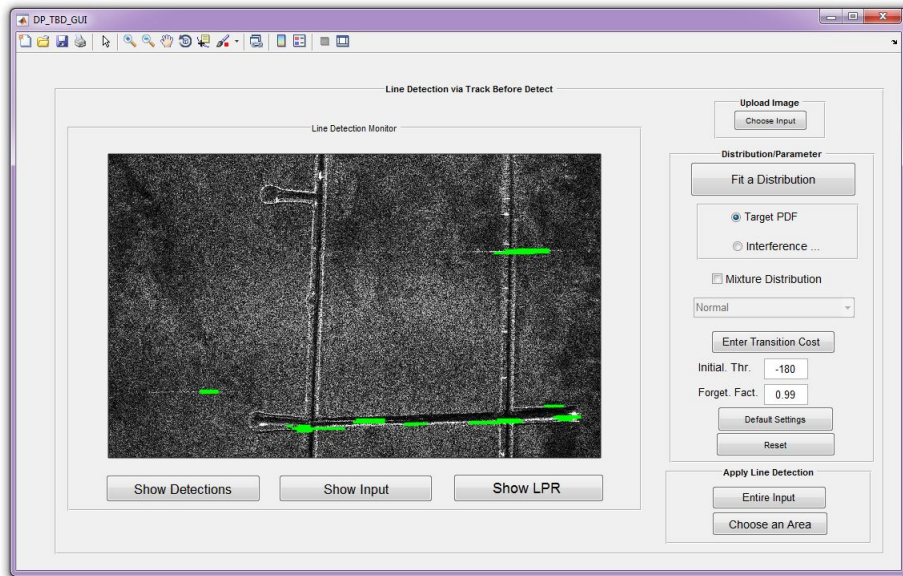 DP_TBD_GUI
Line Detection via Track Before Detect
Upload Image
Choose Input
Line Detection Monitor
Distribution/Parameter
Fit a Distribution
Target PDF
Interference ...
Mixture Distribution
Normal
Enter Transition Cost
Initial. Thr. -180
Forget. Fact. 0.99
Default Settings
Reset
Apply Line Detection
Show Detections Show Input Show LPR
Entire Input
Choose an Area